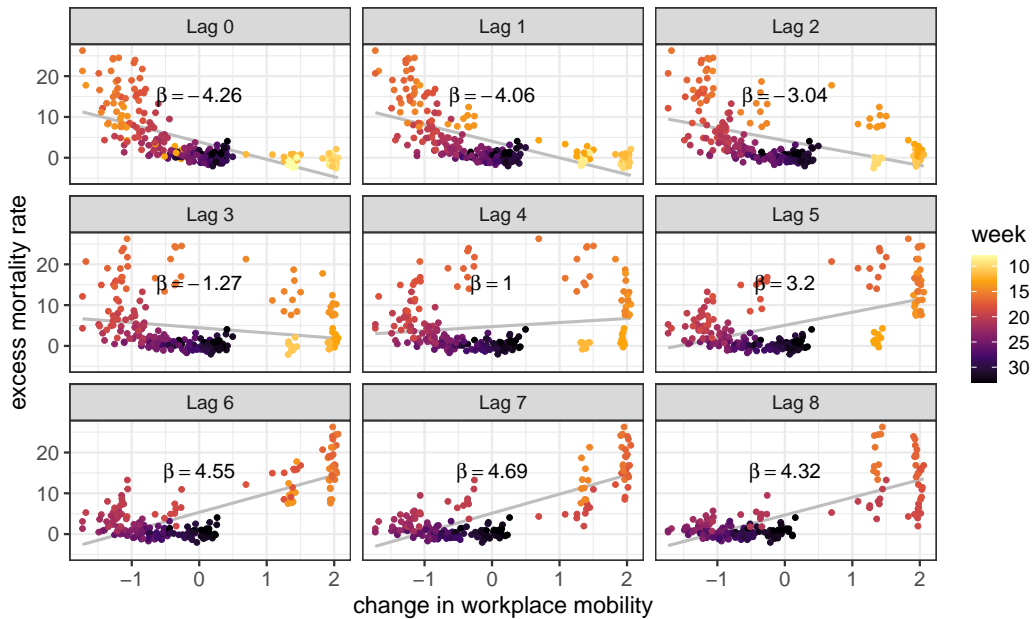 Lag 0 Lag 1 Lag 2
β = −4.26 β = −4.06 β = −3.04
20
10
0
Lag 3 Lag 4 Lag 5
β = −1.27 β = 1 β = 3.2
20
10
0
Lag 6 Lag 7 Lag 8
β = 4.55 β = 4.69 β = 4.32
20
10
0
−1 0 1 2 −1 0 1 2 −1 0 1 2
change in workplace mobility
excess mortality rate
week
10
15
20
25
30